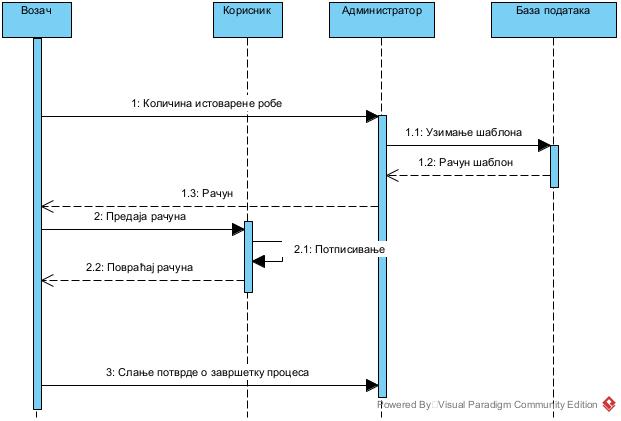 Возач
Корисник
Администратор
База података
1: Количина истоварене робе
1.1: Узимање шаблона
1.2: Рачун шаблон
1.3: Рачун
2: Предаја рачуна
2.1: Потписивање
2.2: Повраћај рачуна
3: Слање потврде о завршетку процеса
Powered By Visual Paradigm Community Edition